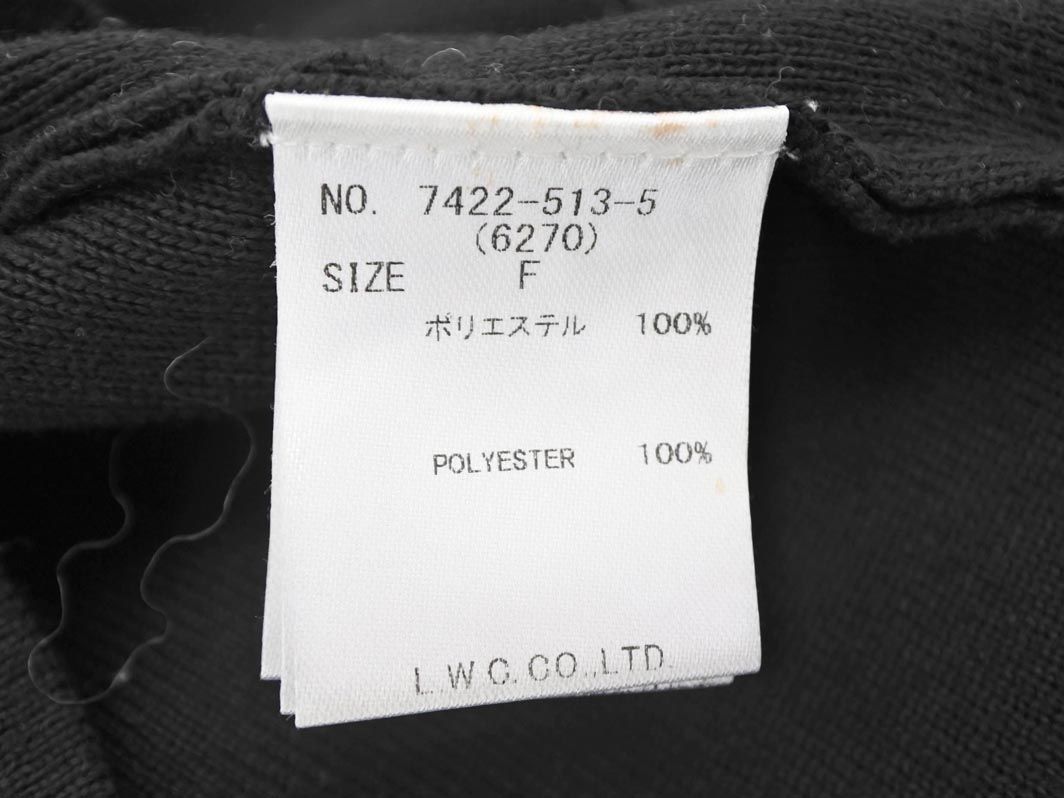 NO. 7422-513-5
(6270)
SIZE F
ポリエステル 100%
POLYESTER 100%
L.W.C.CO.,LTD.